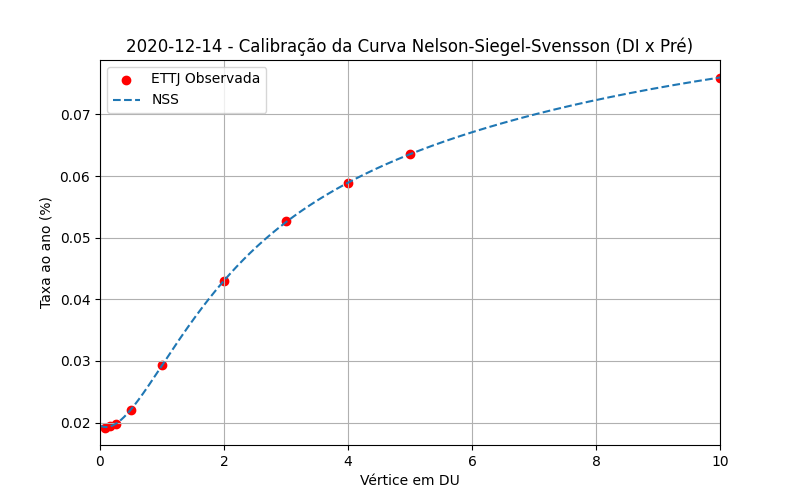 2020-12-14 - Calibração da Curva Nelson-Siegel-Svensson (DI x Pré)
ETTJ Observada
NSS
Taxa ao ano (%)
0.07
0.06
0.05
0.04
0.03
0.02
0 2 4 6 8 10
Vértice em DU